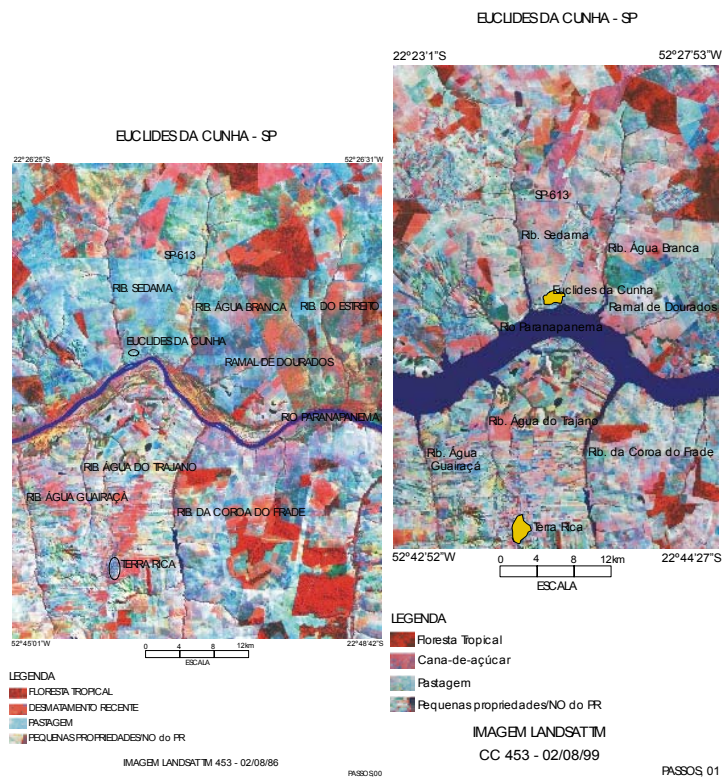 EUCLIDES DA CUNHA - SP
22°26'25"S 52°26'31"W
SP-613
RIB. SEDAMA
RIB. ÁGUA BRANCA
RIB. DO ESTREITO
EUCLIDES DA CUNHA
RAMAL DE DOURADOS
RIO PARANAPANEMA
RIB. ÁGUA DO TRAJANO
RIB. ÁGUA GUAIRAÇÁ
RIB. DA COROA DO FRADE
TERRA RICA
52°45'01"W 22°48'42"S
0 4 8 12km
ESCALA
LEGENDA
FLORESTA TROPICAL
DESMATAMENTO RECENTE
PASTAGEM
PEQUENAS PROPRIEDADES/NO do PR
IMAGEM LANDSAT TM 453 - 02/08/86
PASSOS,00
EUCLIDES DA CUNHA - SP
22°23'1"S 52°27'53"W
SP-613
Rib. Sedama
Rib. Água Branca
Euclides da Cunha
Ramal de Dourados
Rio Paranapanema
Rib. Água do Trajano
Rib. Água
Guairaçá
Rib. da Coroa do Frade
Terra Rica
52°42'52"W 22°44'27"S
0 4 8 12km
ESCALA
LEGENDA
Floresta Topical
Cana-de-açúcar
Pastagem
Pequenas propriedades/NO do PR
IMAGEM LANDSAT TM
CC 453 - 02/08/99
PASSOS, 01